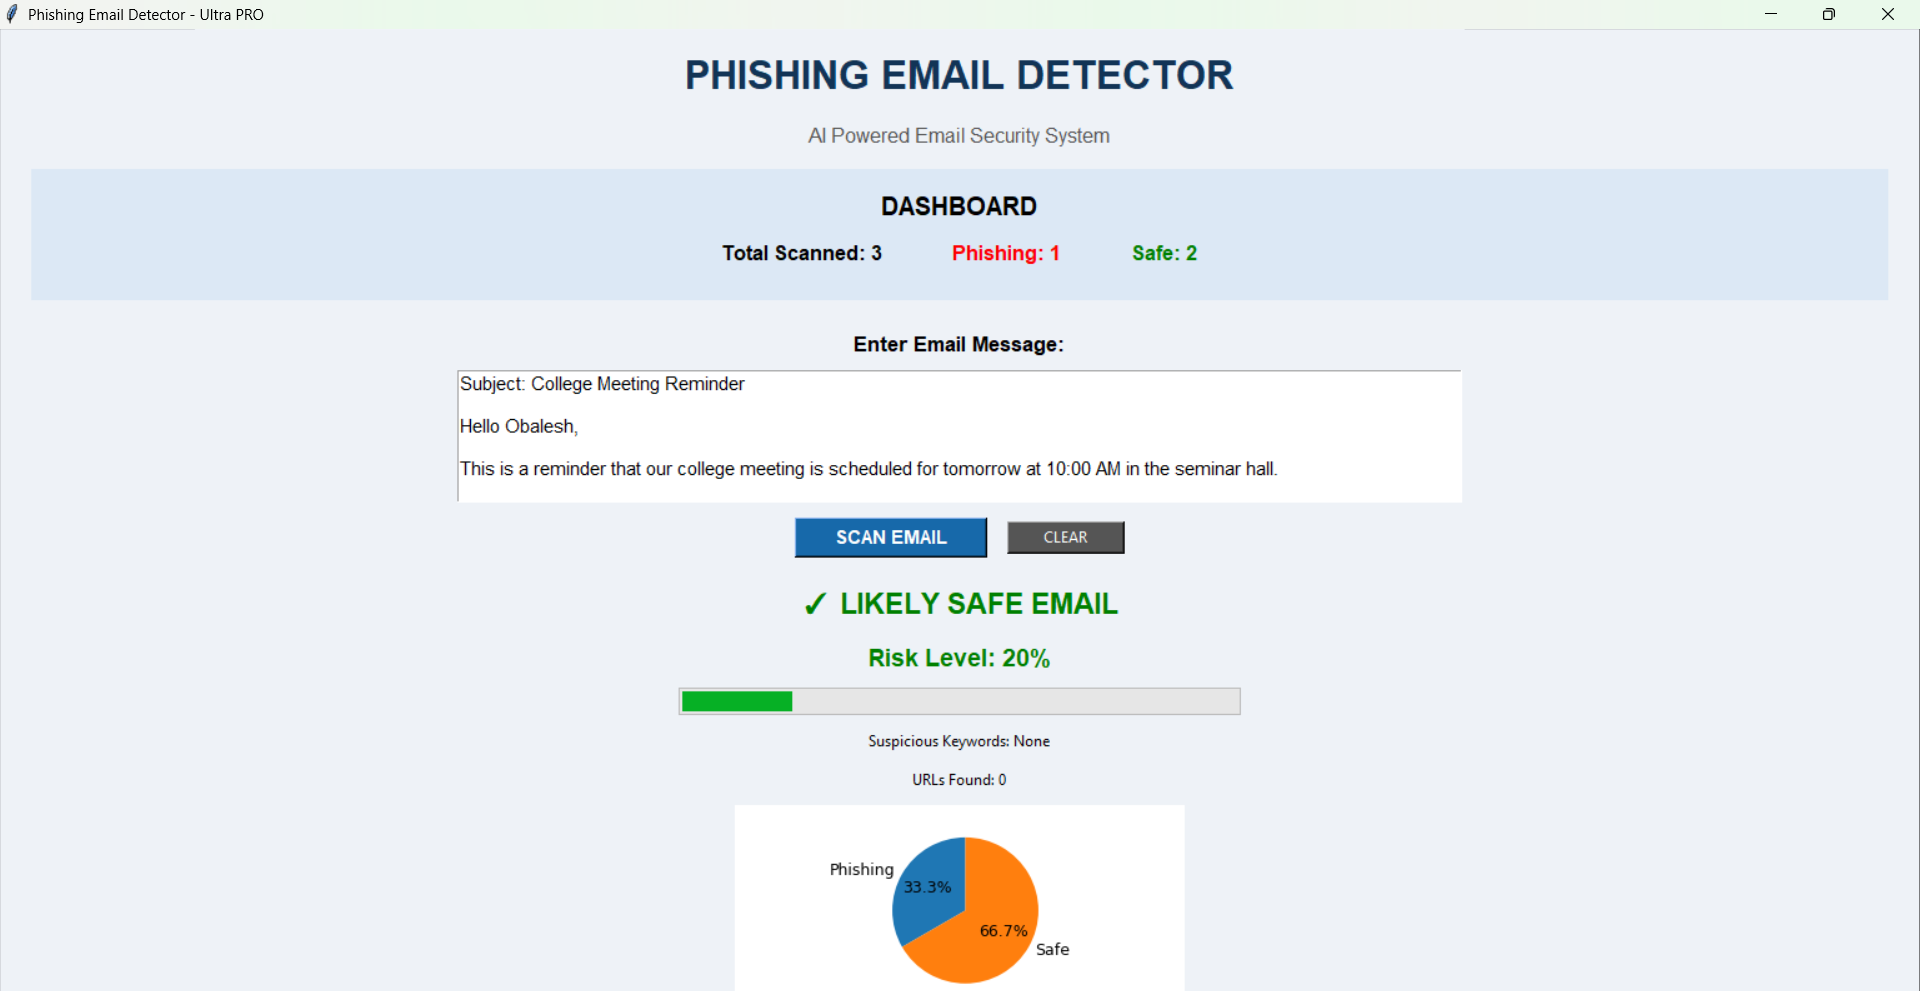 Phishing Email Detector - Ultra PRO
PHISHING EMAIL DETECTOR
AI Powered Email Security System
DASHBOARD
Total Scanned: 3 Phishing: 1 Safe: 2
Enter Email Message:
Subject: College Meeting Reminder
Hello Obalesh,
This is a reminder that our college meeting is scheduled for tomorrow at 10:00 AM in the seminar hall.
SCAN EMAIL CLEAR
✓ LIKELY SAFE EMAIL
Risk Level: 20%
Suspicious Keywords: None
URLs Found: 0
Phishing
33.3%
66.7%
Safe